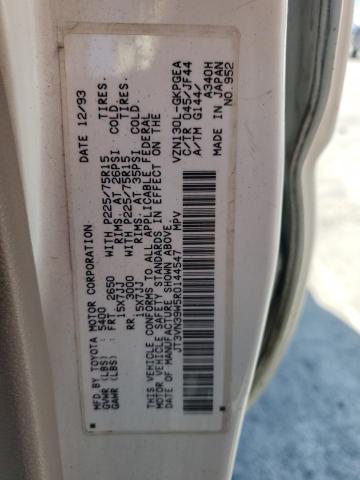 MFD BY TOYOTA MOTOR CORPORATION 12/93
GVWR (LBS) 5400
GAWR (LBS) FRT 2650 WITH P225/75R15 TIRES.
15X7JJ RIMS. AT 26PSI COLD.
RR. 3000 WITH P225/75R15 TIRES.
15X7JJ RIMS. AT 35PSI COLD.
THIS VEHICLE CONFORMS TO ALL APPLICABLE FEDERAL
MOTOR VEHICLE SAFETY STANDARDS IN EFFECT ON THE
DATE OF MANUFACTURE SHOWN ABOVE.
JT3VN39W5R0144547 MPV
VZN130L-GKPGEA
C/TR 045/JF44
A/TM G144/
A340H
MADE IN JAPAN
NO.952